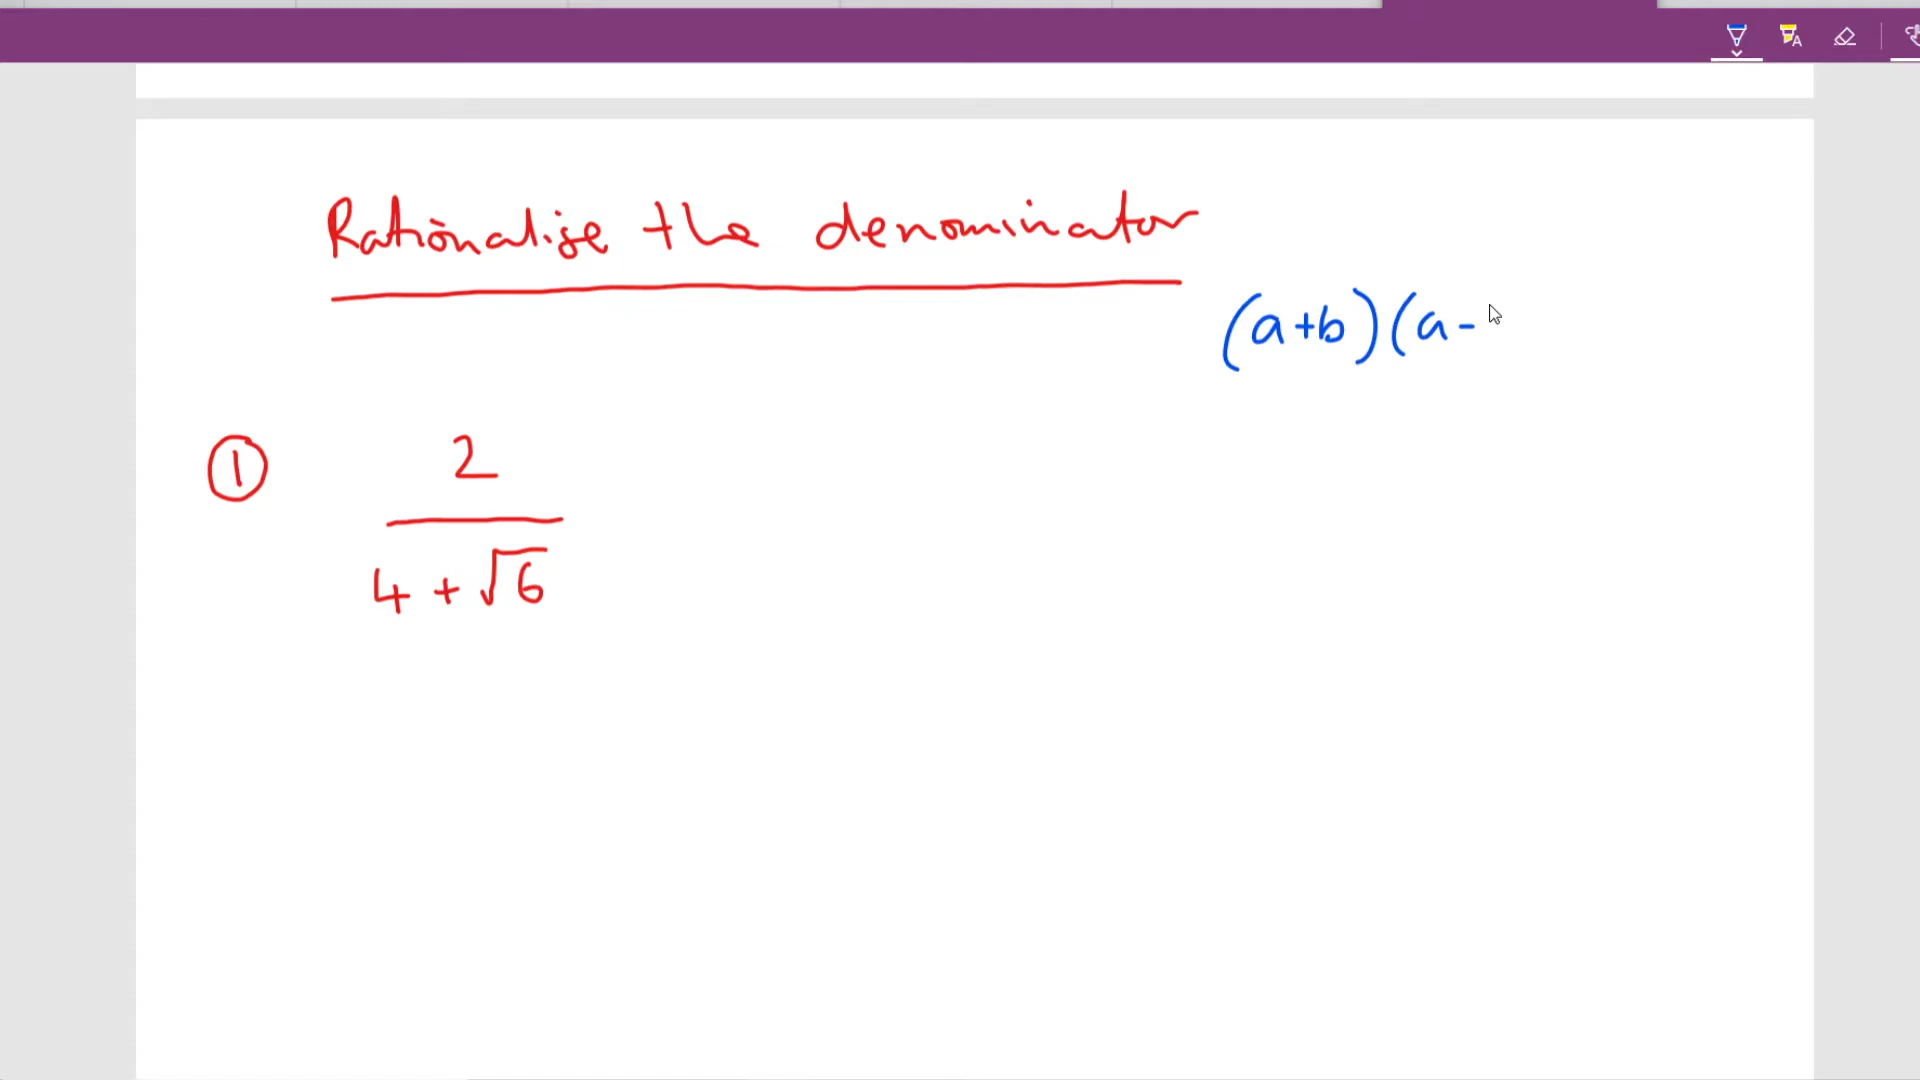 Rationalise the denominator
(a+b)(a-
① 2
4 + √6